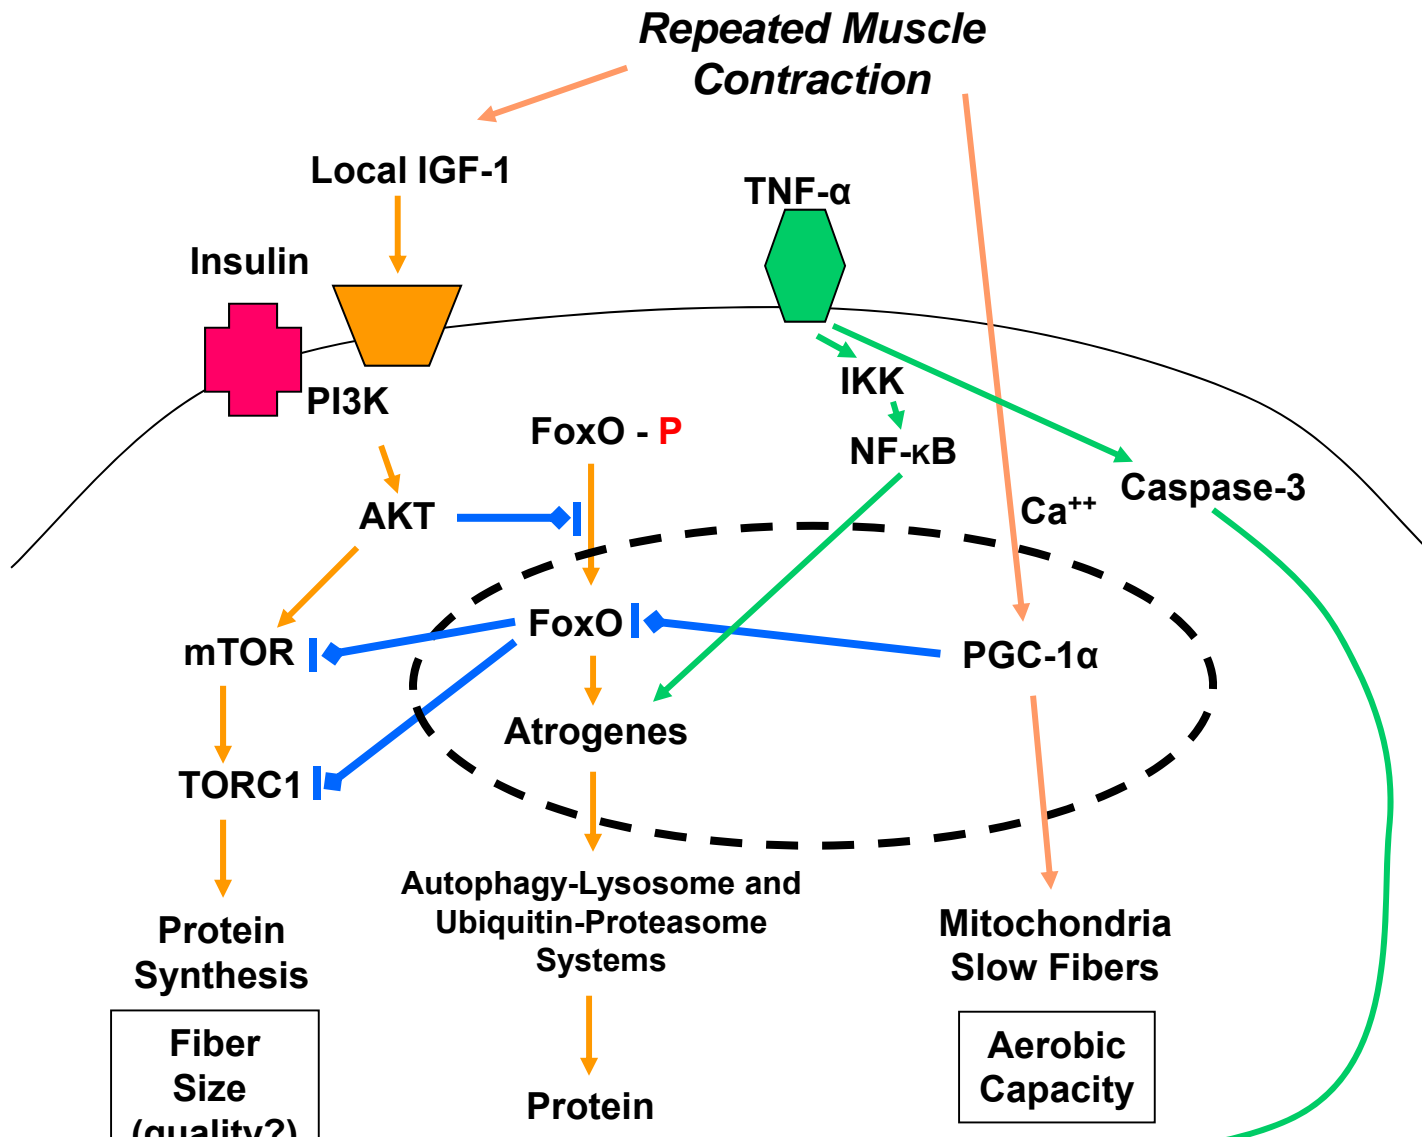 Repeated Muscle
Contraction
Local IGF-1
TNF-α
Insulin
PI3K
IKK
FoxO - P
NF-κB
Caspase-3
Ca++
AKT
FoxO
mTOR
PGC-1α
Atrogenes
TORC1
Autophagy-Lysosome and
Ubiquitin-Proteasome
Systems
Protein
Synthesis
Mitochondria
Slow Fibers
Fiber
Size
(quality?)
Aerobic
Capacity
Protein